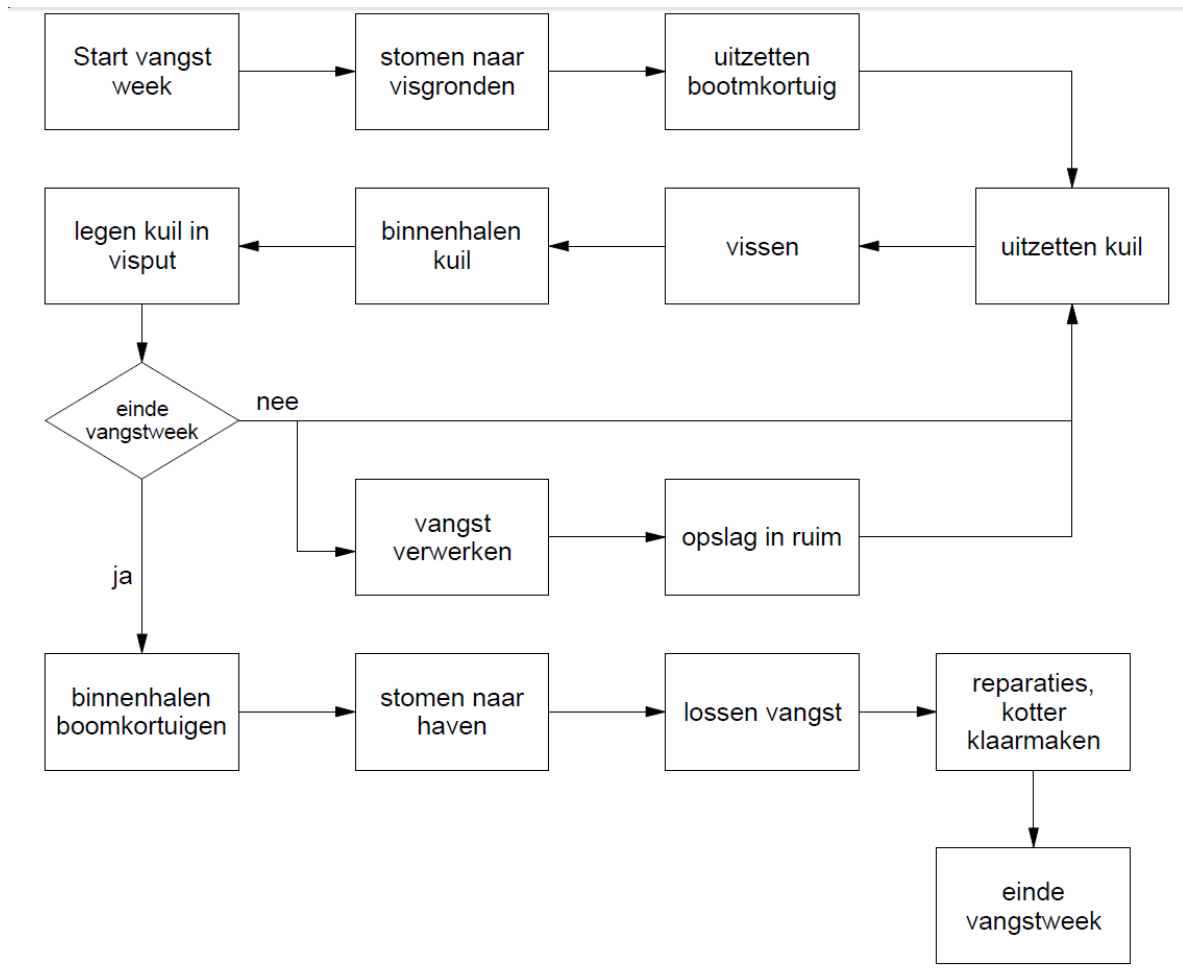 Start vangst
week
stomen naar
visgronden
uitzetten
bootmkortuig
legen kuil in
visput
binnenhalen
kuil
vissen
uitzetten kuil
einde
vangstweek
nee
vangst
verwerken
opslag in ruim
ja
binnenhalen
boomkortuigen
stomen naar
haven
lossen vangst
reparaties,
kotter
klaarmaken
einde
vangstweek